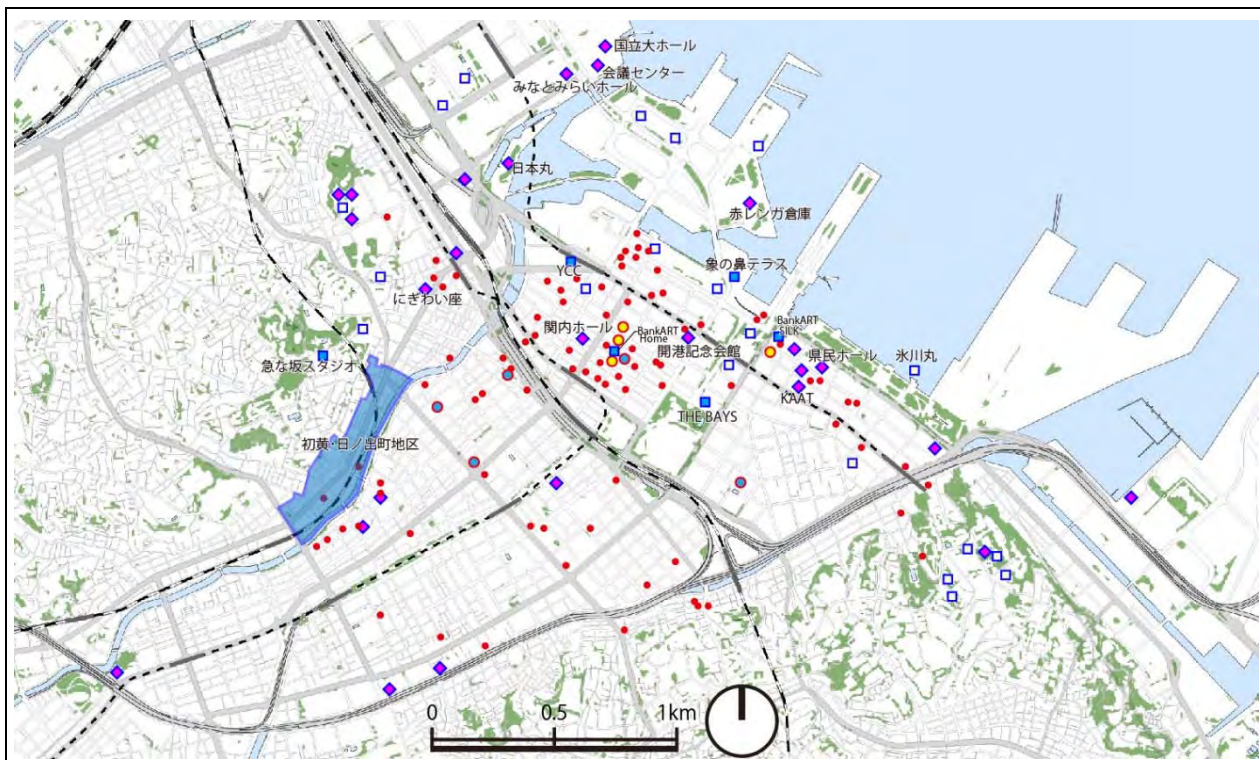 国立大ホール
会議センター
みなとみらいホール
日本丸
赤レンガ倉庫
YCC
象の鼻テラス
にぎわい座
関内ホール
BankART
Home
開港記念会館
BankART
SILK
県民ホール
氷川丸
急な坂スタジオ
KAAT
THE BAYS
初黄・日ノ出町地区
0
0.5
1km